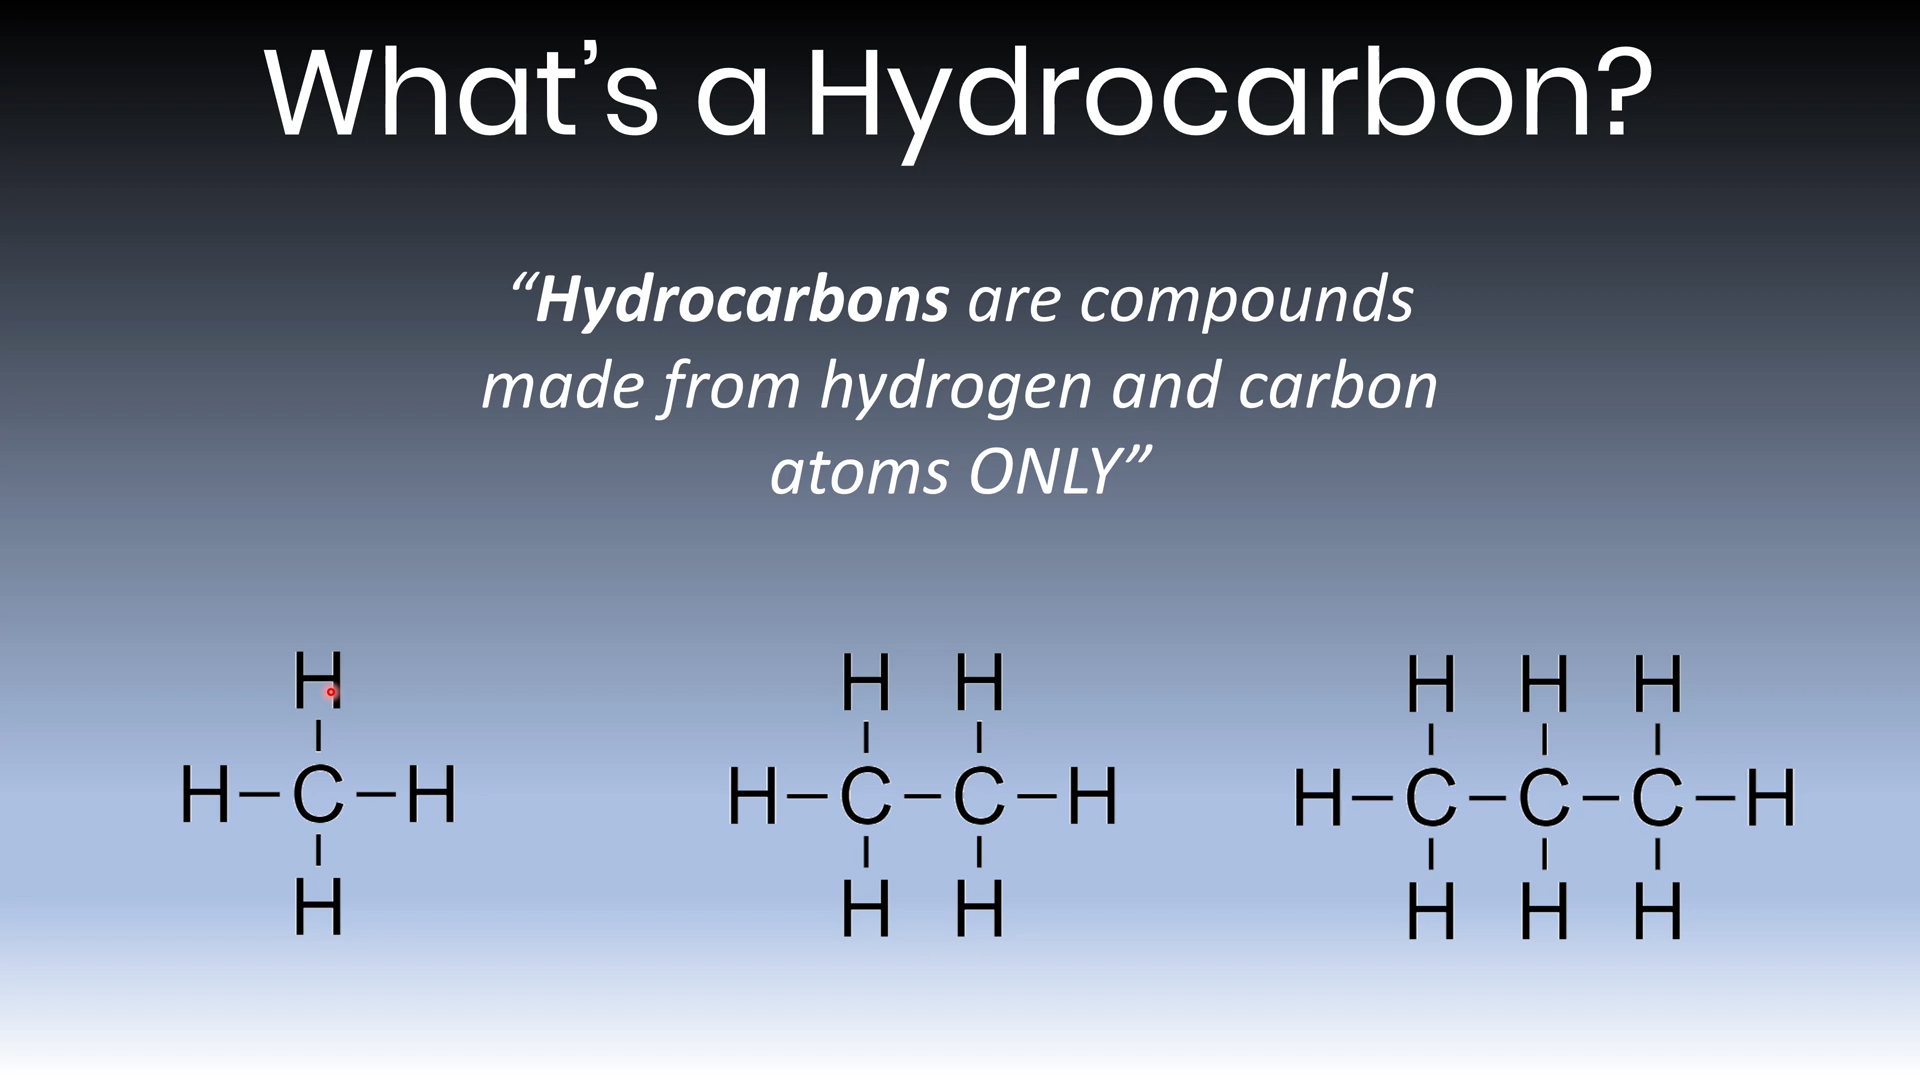 What’s a Hydrocarbon?
“Hydrocarbons are compounds
made from hydrogen and carbon
atoms ONLY”
H
H–C–H
H
H H
H–C–C–H
H H
H H H
H–C–C–C–H
H H H